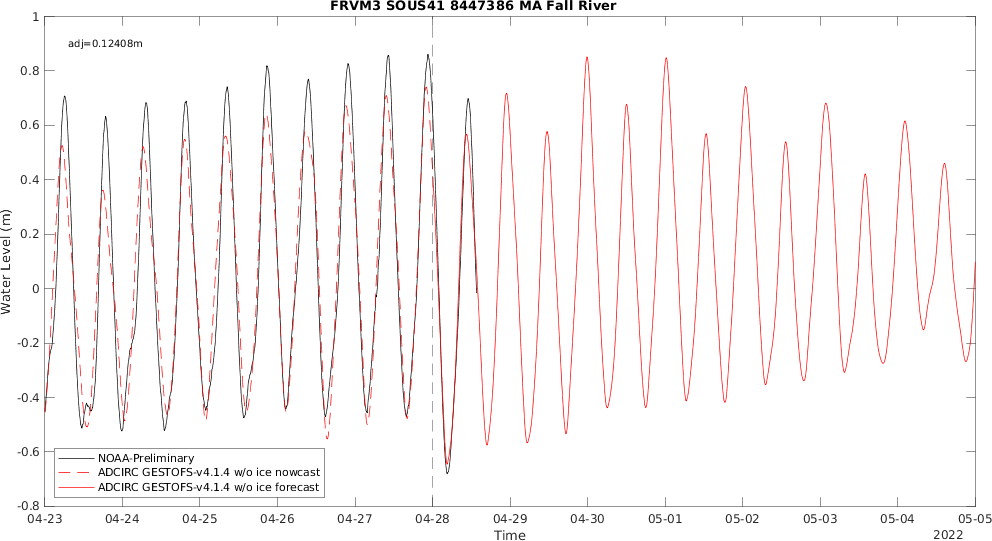 FRVM3 SOUS41 8447386 MA Fall River
adj=0.12408m
1
0.8
0.6
0.4
0.2
0
-0.2
-0.4
-0.6
-0.8
Water Level (m)
NOAA-Preliminary
ADCIRC GESTOFS-v4.1.4 w/o ice nowcast
ADCIRC GESTOFS-v4.1.4 w/o ice forecast
04-23 04-24 04-25 04-26 04-27 04-28 04-29 04-30 05-01 05-02 05-03 05-04 05-05
Time
2022